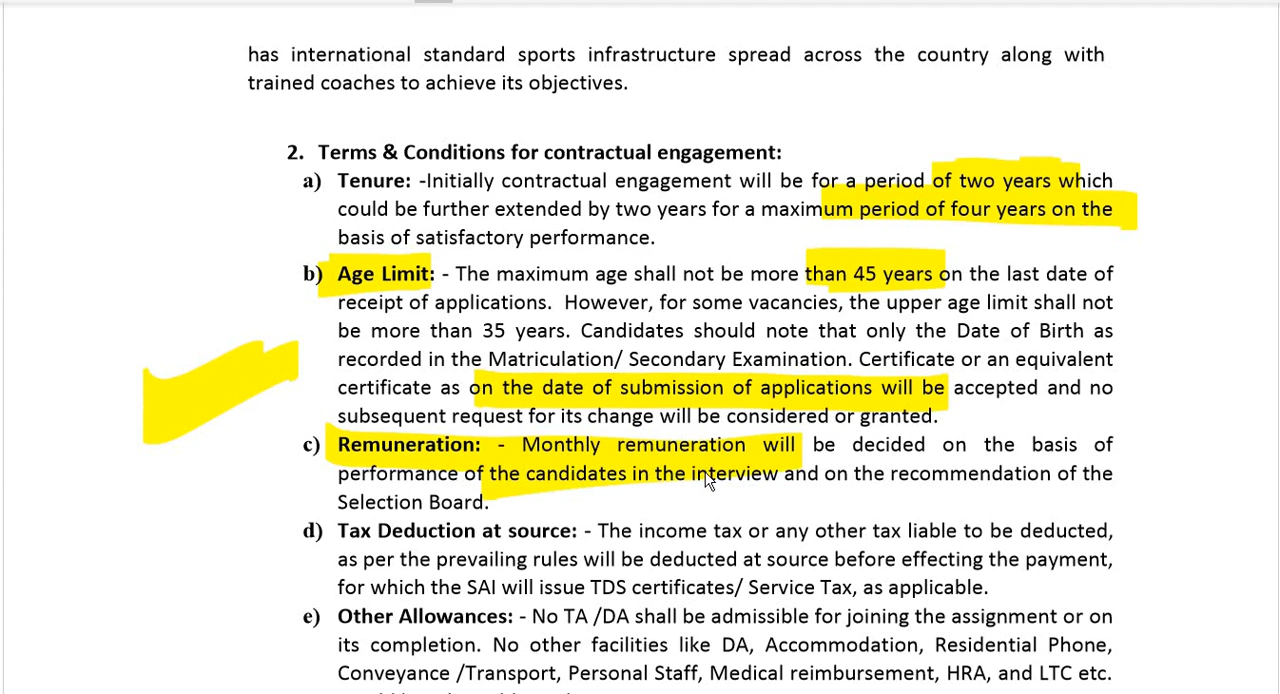 has international standard sports infrastructure spread across the country along with
trained coaches to achieve its objectives.
2. Terms & Conditions for contractual engagement:
a) Tenure: -Initially contractual engagement will be for a period of two years which
could be further extended by two years for a maximum period of four years on the
basis of satisfactory performance.
b) Age Limit: - The maximum age shall not be more than 45 years on the last date of
receipt of applications. However, for some vacancies, the upper age limit shall not
be more than 35 years. Candidates should note that only the Date of Birth as
recorded in the Matriculation/ Secondary Examination. Certificate or an equivalent
certificate as on the date of submission of applications will be accepted and no
subsequent request for its change will be considered or granted.
c) Remuneration: - Monthly remuneration will be decided on the basis of
performance of the candidates in the interview and on the recommendation of the
Selection Board.
d) Tax Deduction at source: - The income tax or any other tax liable to be deducted,
as per the prevailing rules will be deducted at source before effecting the payment,
for which the SAI will issue TDS certificates/ Service Tax, as applicable.
e) Other Allowances: - No TA /DA shall be admissible for joining the assignment or on
its completion. No other facilities like DA, Accommodation, Residential Phone,
Conveyance /Transport, Personal Staff, Medical reimbursement, HRA, and LTC etc.